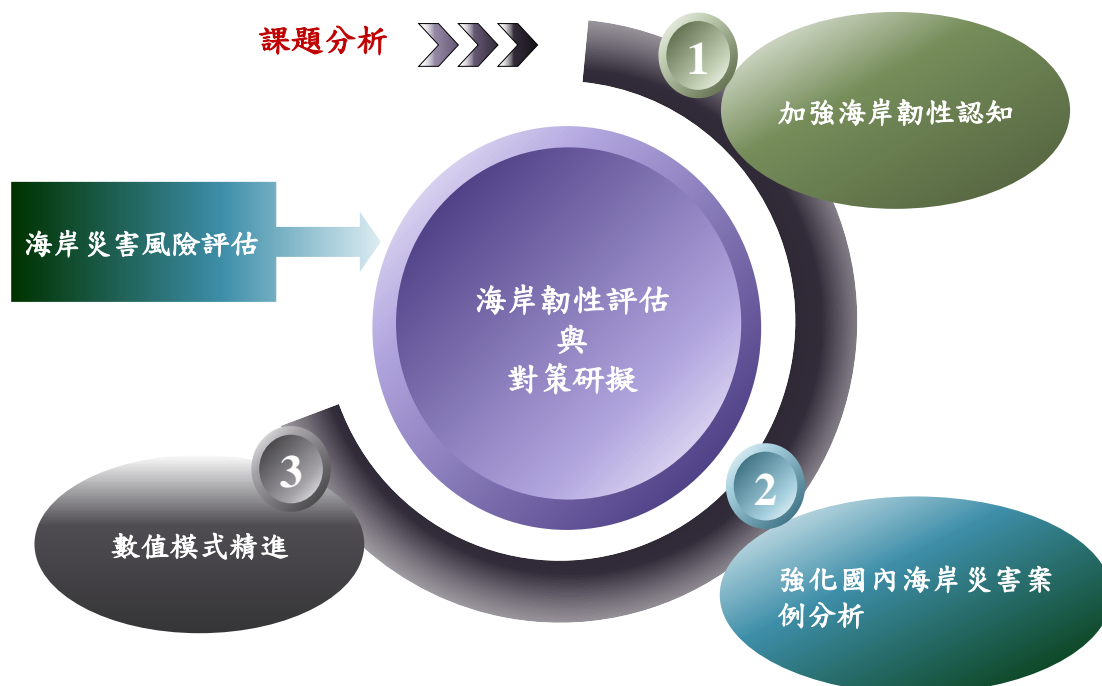 課題分析
1
加強海岸韌性認知
海岸災害風險評估
海岸韌性評估
與
對策研擬
2
強化國內海岸災害案
例分析
3
數值模式精進